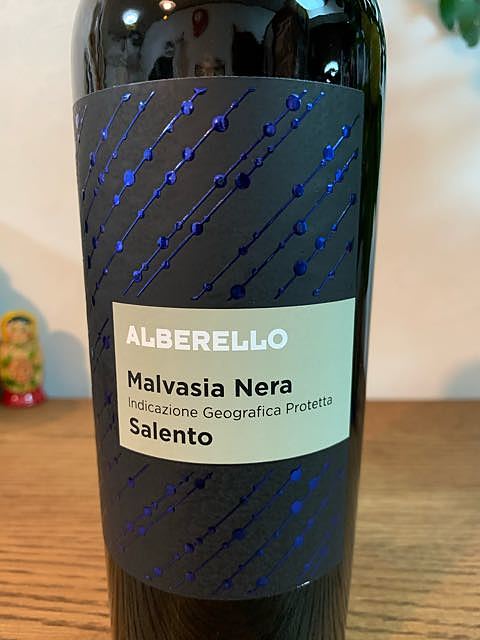 ALBERELLO
Malvasia Nera
Indicazione Geografica Protetta
Salento